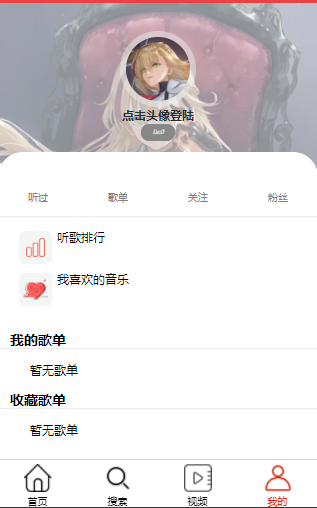 点击头像登陆
听过 歌单 关注 粉丝
听歌排行
我喜欢的音乐
我的歌单
暂无歌单
收藏歌单
暂无歌单
首页 搜索 视频 我的